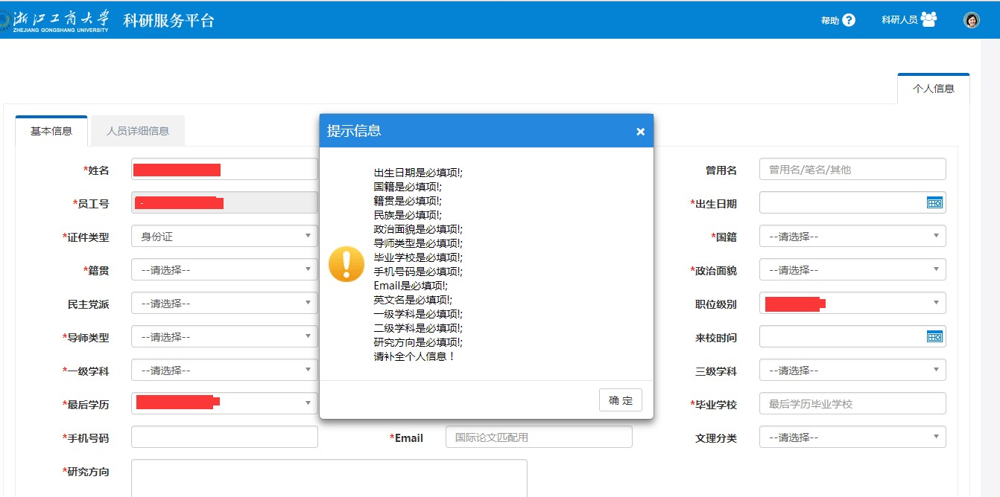 浙江工商大学
ZHEJIANG GONGSHANG UNIVERSITY
科研服务平台
帮助
科研人员
个人信息
基本信息
人员详细信息
提示信息
×
出生日期是必填项!;
国籍是必填项!;
籍贯是必填项!;
民族是必填项!;
政治面貌是必填项!;
导师类型是必填项!;
毕业学校是必填项!;
手机号码是必填项!;
Email是必填项!;
英文名是必填项!;
一级学科是必填项!;
二级学科是必填项!;
研究方向是必填项!;
请补全个人信息！
确 定
*姓名
曾用名 曾用名/笔名/其他
*员工号
*出生日期
*证件类型 身份证
*国籍 --请选择--
*籍贯 --请选择--
*政治面貌 --请选择--
民主党派 --请选择--
职位级别
*导师类型 --请选择--
来校时间
*一级学科 --请选择--
三级学科 --请选择--
*最后学历
*毕业学校 最后学历毕业学校
*手机号码
*Email 国际论文匹配用
文理分类 --请选择--
*研究方向